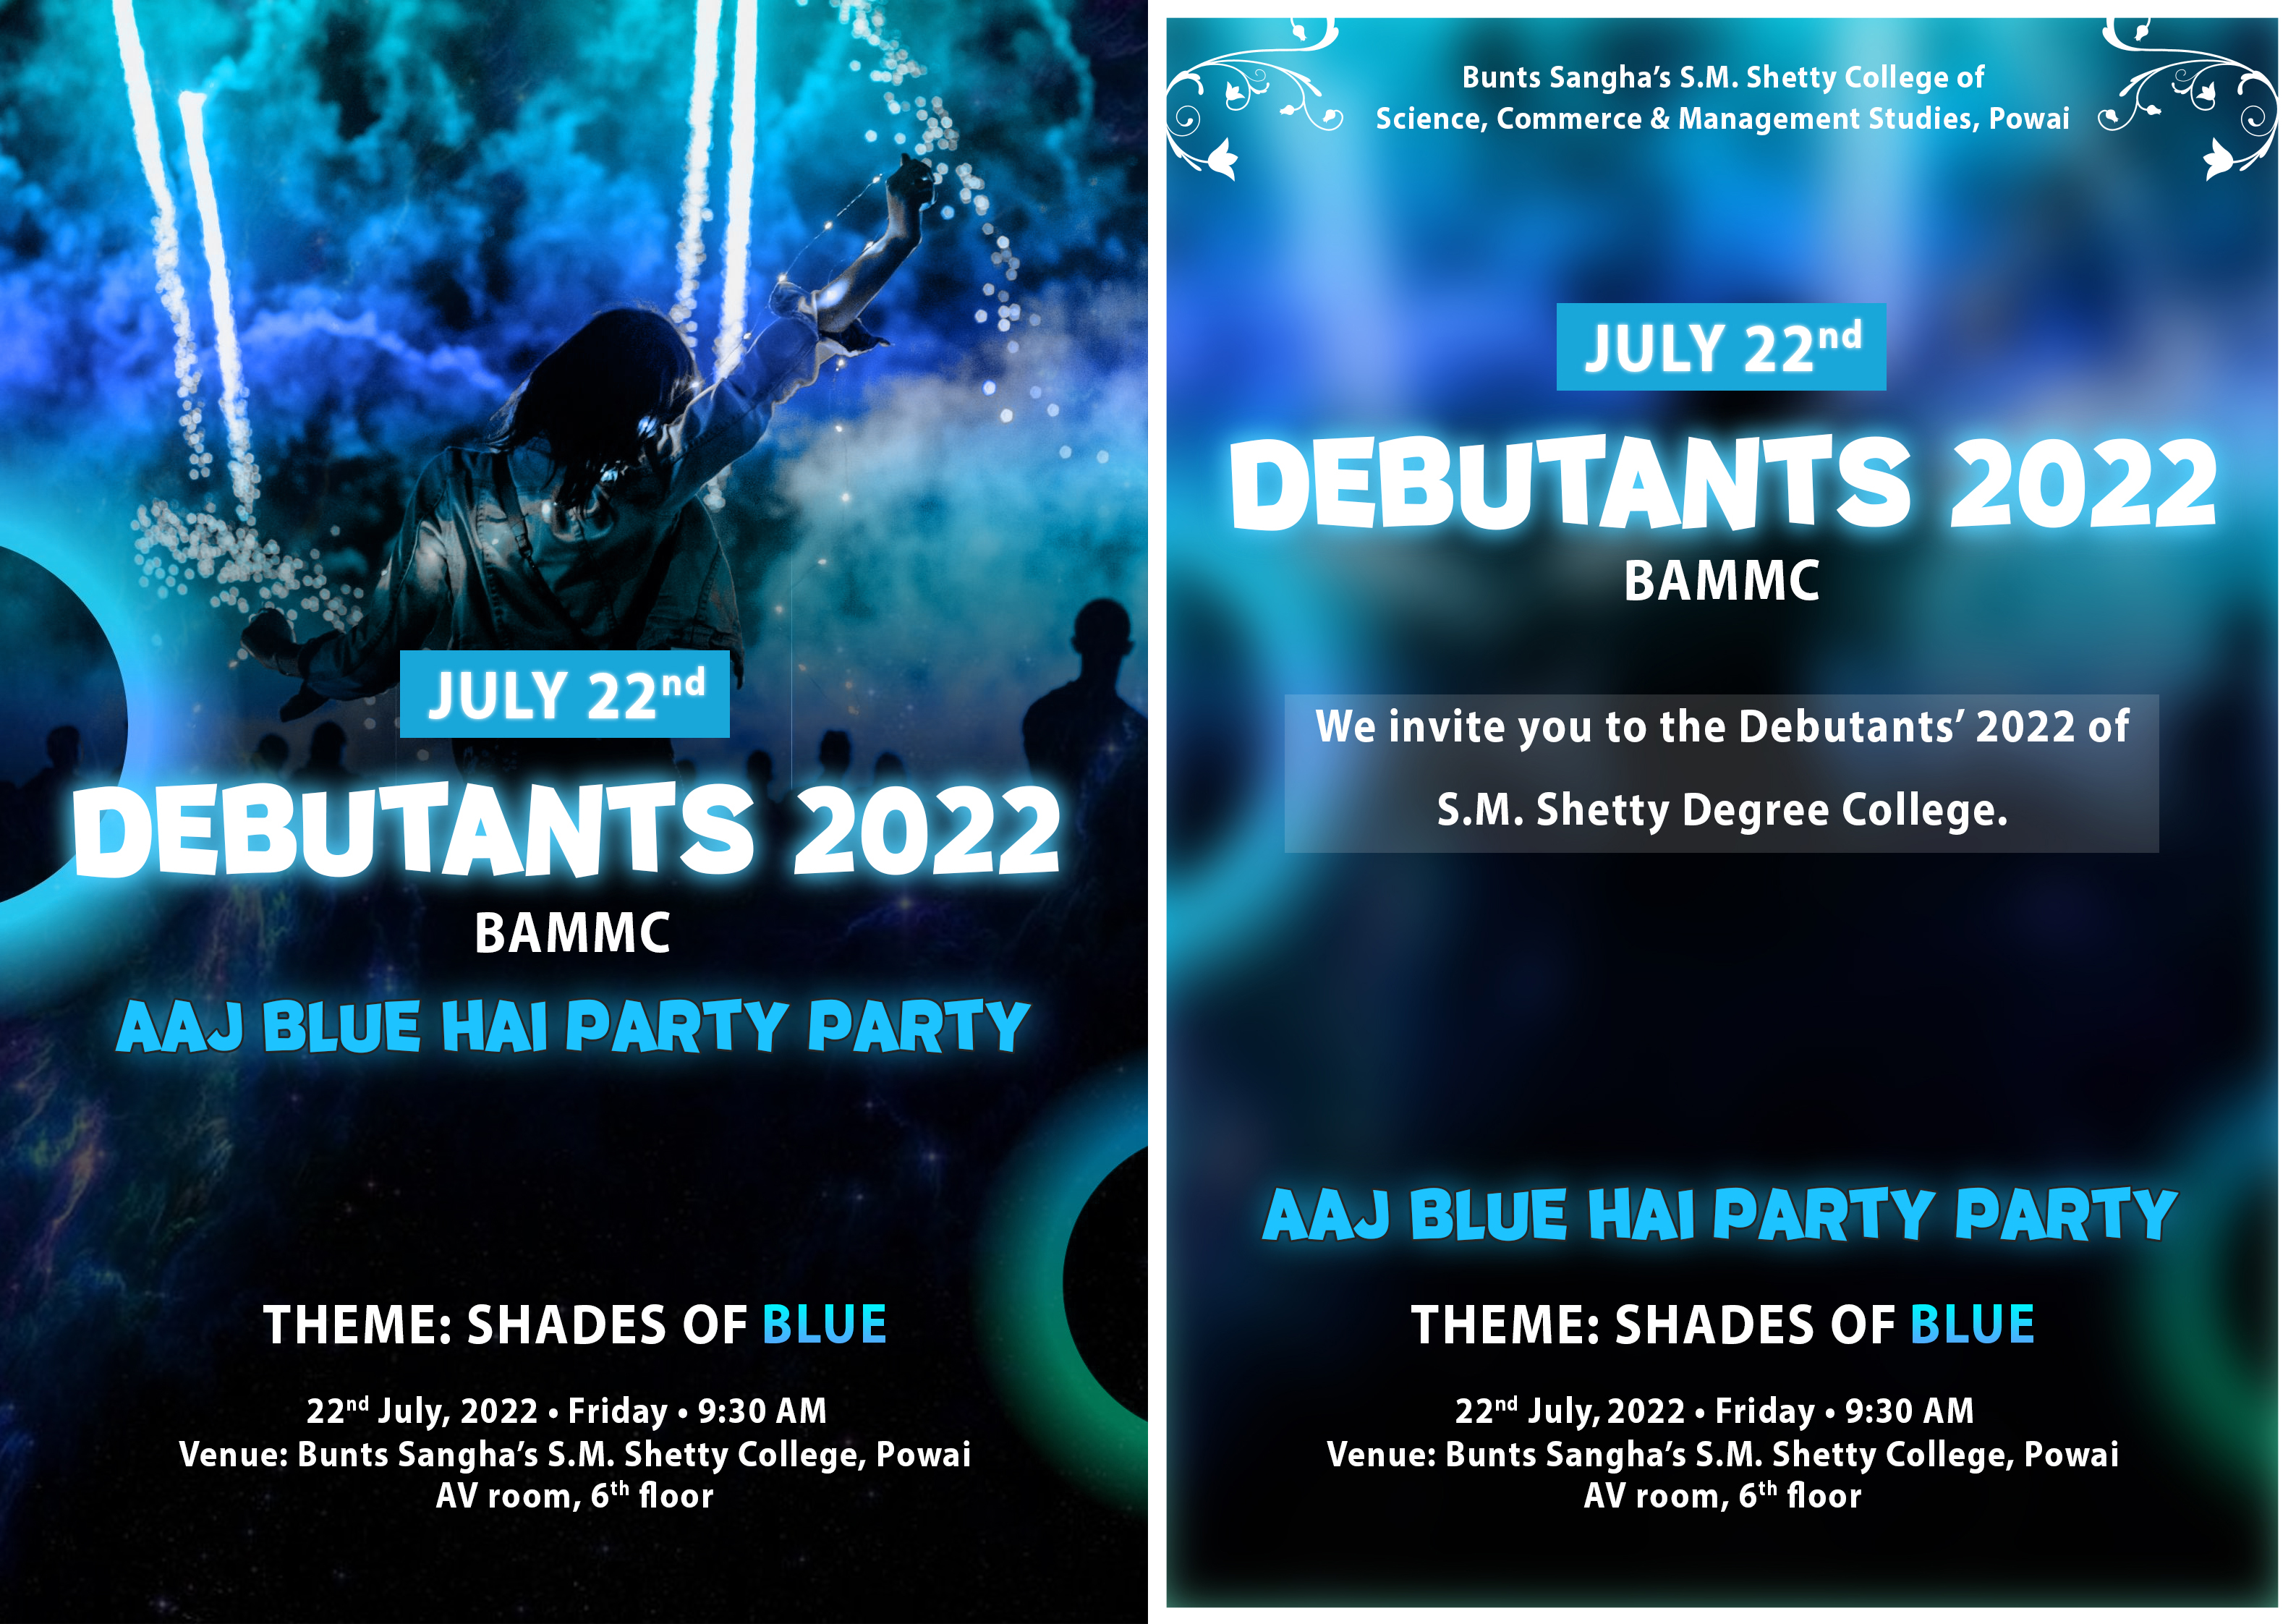 JULY 22nd
DEBUTANTS 2022
BAMMC
AAJ BLUE HAI PARTY PARTY
THEME: SHADES OF BLUE
22nd July, 2022 • Friday • 9:30 AM
Venue: Bunts Sangha’s S.M. Shetty College, Powai
AV room, 6th floor
Bunts Sangha’s S.M. Shetty College of
Science, Commerce & Management Studies, Powai
JULY 22nd
DEBUTANTS 2022
BAMMC
We invite you to the Debutants’ 2022 of
S.M. Shetty Degree College.
AAJ BLUE HAI PARTY PARTY
THEME: SHADES OF BLUE
22nd July, 2022 • Friday • 9:30 AM
Venue: Bunts Sangha’s S.M. Shetty College, Powai
AV room, 6th floor